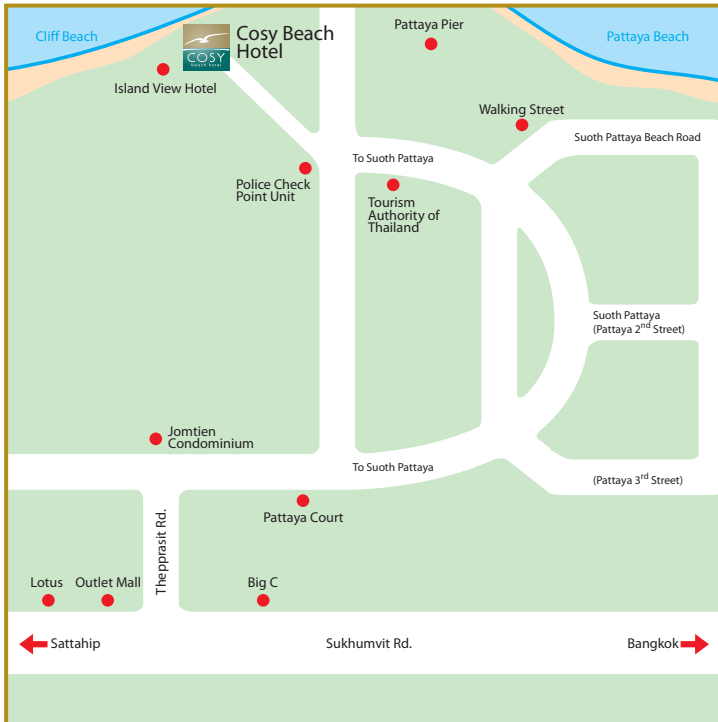 Cliff Beach
COSY
beach hotel
Cosy Beach
Hotel
Pattaya Pier
Pattaya Beach
Island View Hotel
Walking Street
Suoth Pattaya Beach Road
To Suoth Pattaya
Police Check
Point Unit
Tourism
Authority of
Thailand
Suoth Pattaya
(Pattaya 2nd Street)
Jomtien
Condominium
To Suoth Pattaya
(Pattaya 3rd Street)
Pattaya Court
Thepprasit Rd.
Lotus
Outlet Mall
Big C
Sattahip
Sukhumvit Rd.
Bangkok